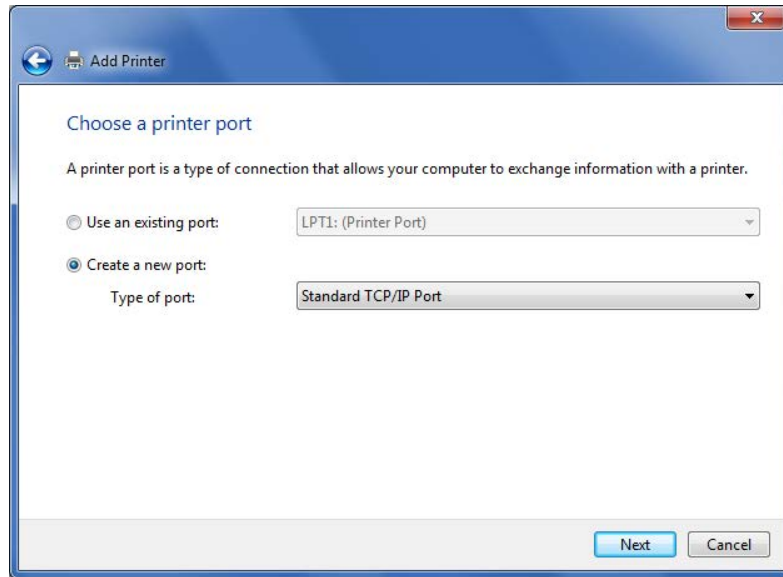 Add Printer
Choose a printer port
A printer port is a type of connection that allows your computer to exchange information with a printer.
Use an existing port: LPT1: (Printer Port)
Create a new port:
Type of port: Standard TCP/IP Port
Next Cancel